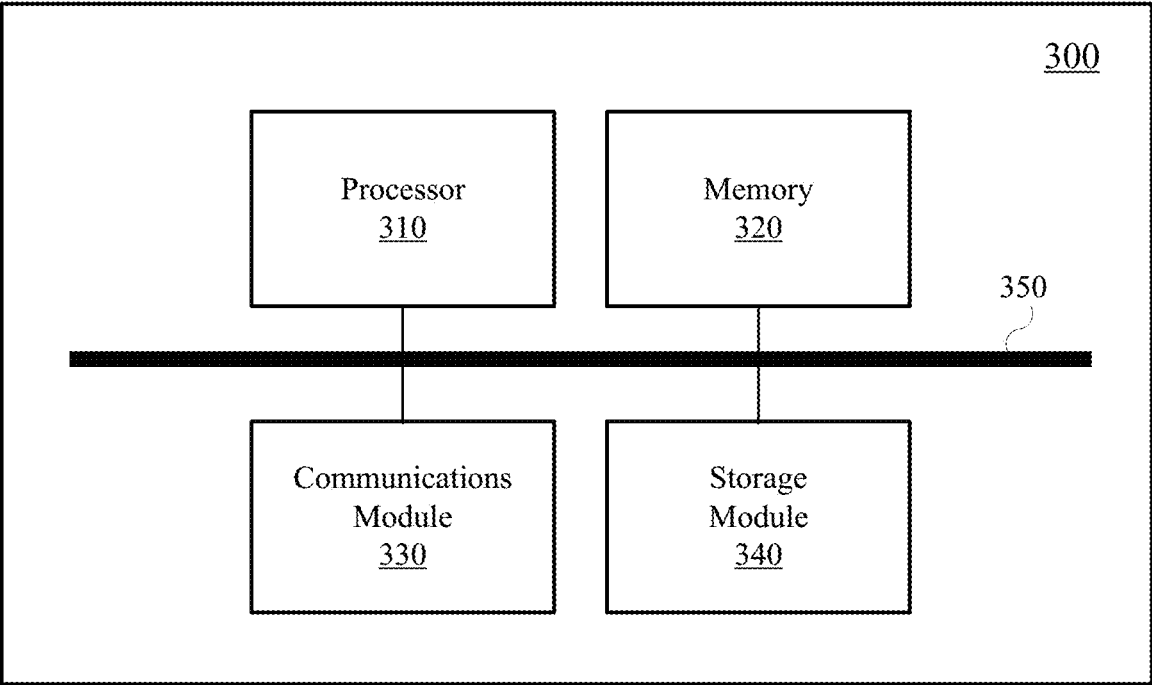 300
Processor
310
Memory
320
350
Communications
Module
330
Storage
Module
340